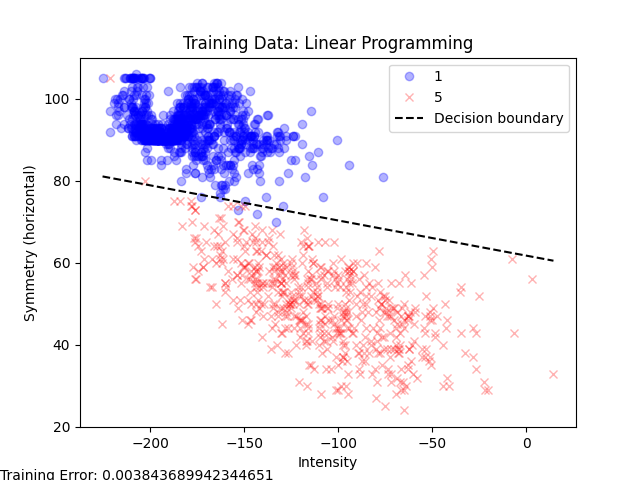 Training Data: Linear Programming
1
5
Decision boundary
Symmetry (horizontal)
100
80
60
40
20
−200
−150
−100
−50
0
Intensity
Training Error: 0.003843689942344651